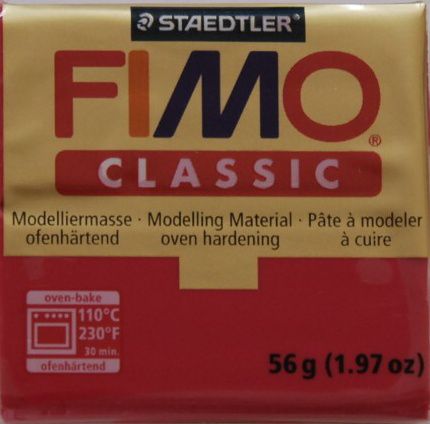 STAEDTLER
FIMO®
CLASSIC
Modelliermasse · Modelling Material · Pâte à modeler
ofenhärtend oven hardening à cuire
oven-bake
110°C
230°F
30 min.
ofenhärtend
56 g (1.97 oz)